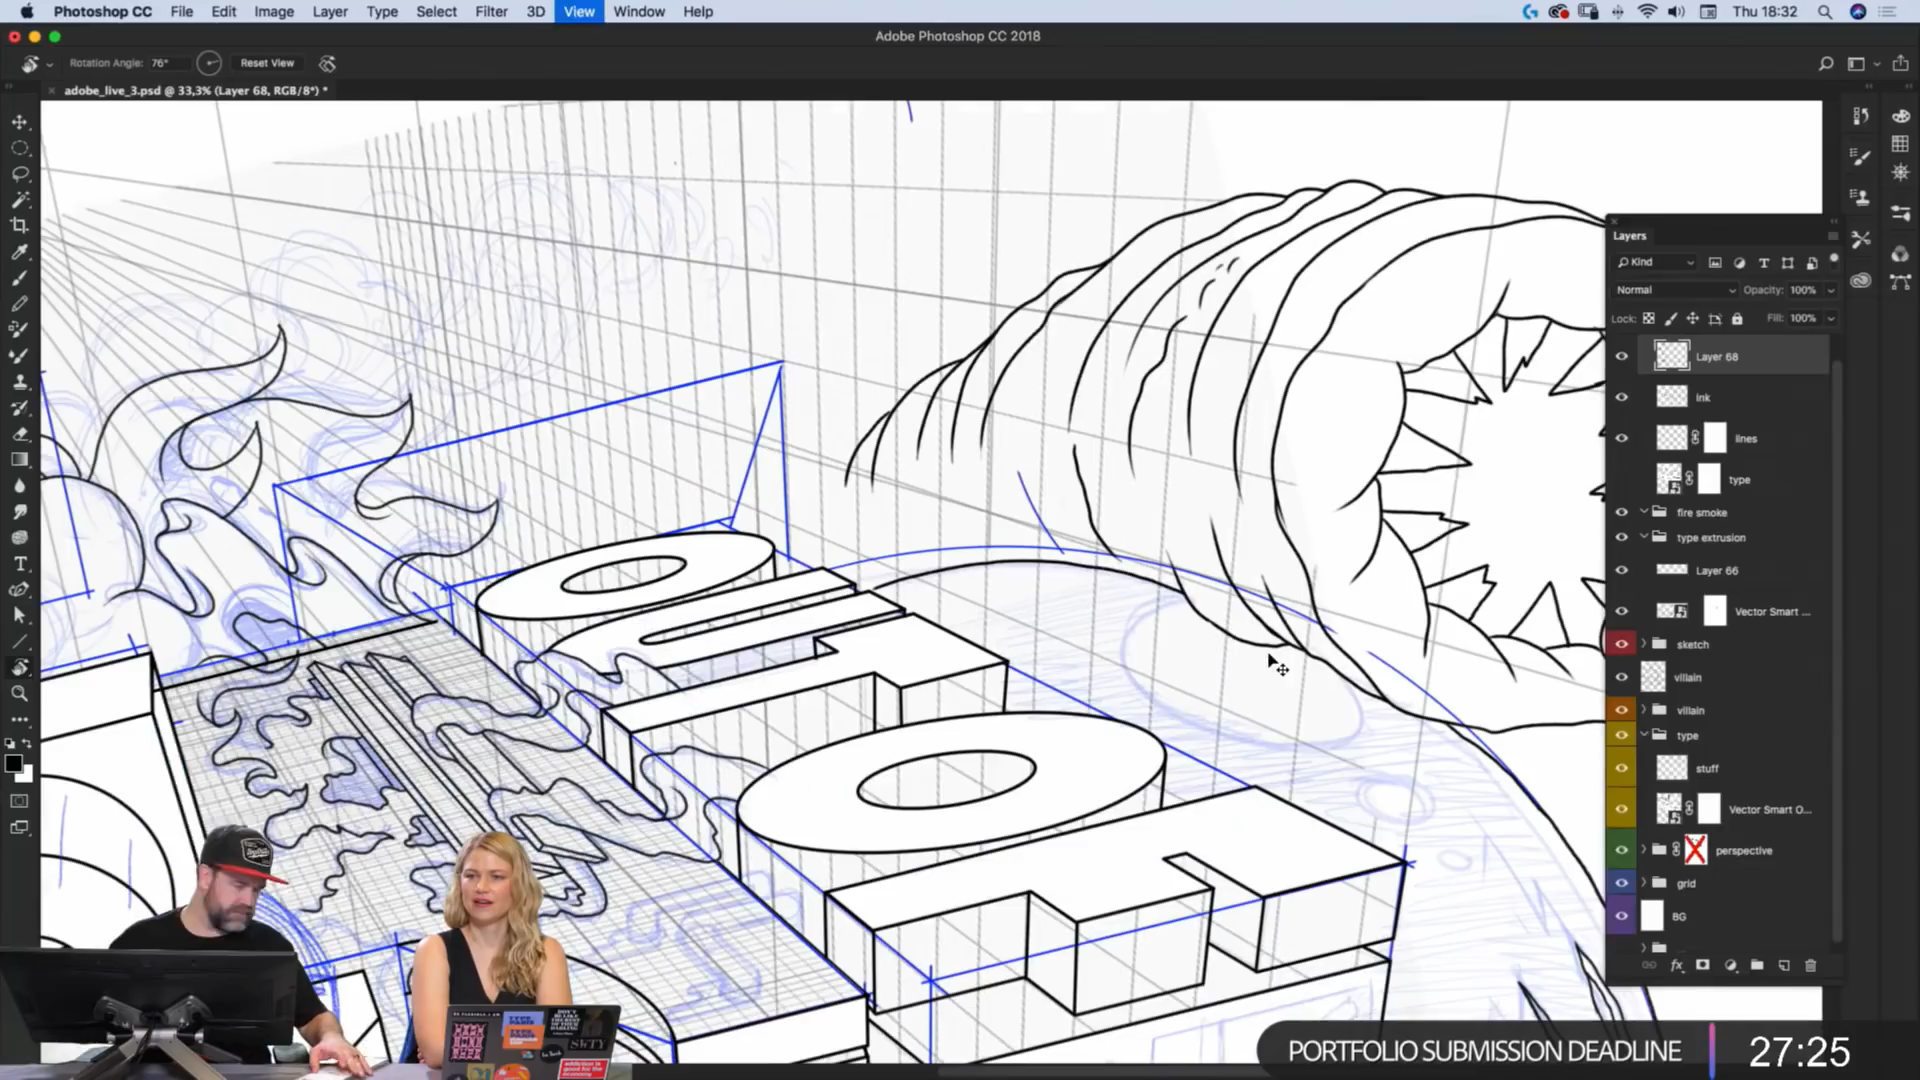 Photoshop CC File Edit Image Layer Type Select Filter 3D View Window Help Thu 18:32
Adobe Photoshop CC 2018
Rotation Angle: 76° Reset View
adobe_live_3.psd @ 33,3% (Layer 68, RGB/8*) *
Layers
Kind
Normal Opacity: 100%
Lock: Fill: 100%
Layer 68
Ink
lines
type
fire smoke
type extrusion
Layer 66
Vector Smart ...
sketch
villain
villain
type
stuff
Vector Smart O...
perspective
grid
BG
fx
SWTY
PORTFOLIO SUBMISSION DEADLINE 27:25